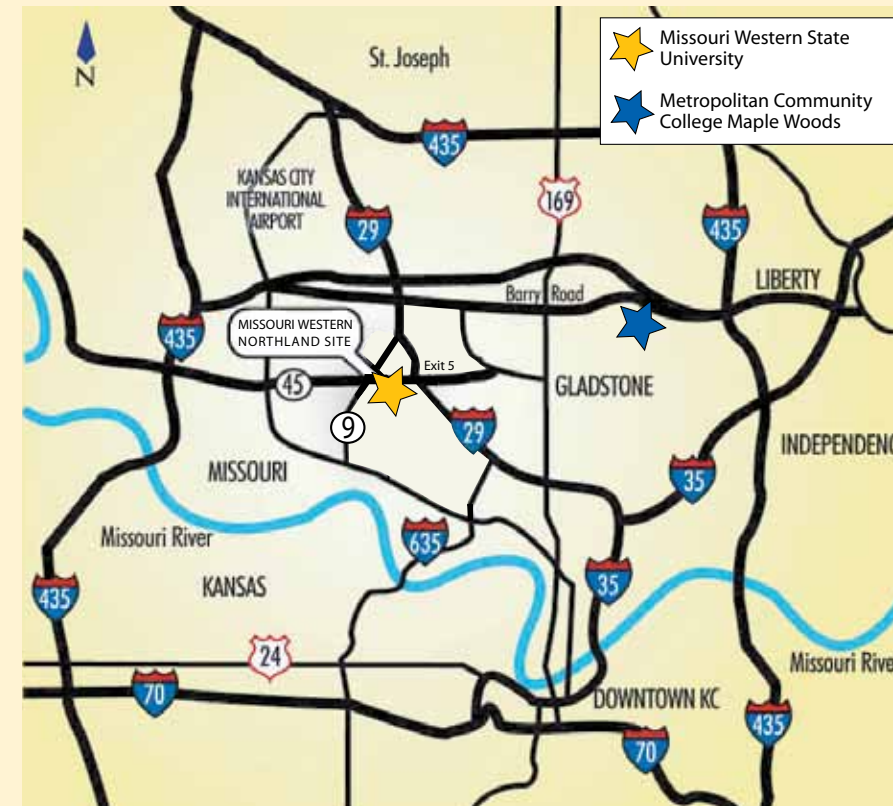 Missouri Western State
University
Metropolitan Community
College Maple Woods
N
St. Joseph
435
KANSAS CITY
INTERNATIONAL
AIRPORT
169
29
435
LIBERTY
Barry Road
435
MISSOURI WESTERN
NORTHLAND SITE
Exit 5
45
GLADSTONE
9
29
INDEPENDENC
MISSOURI
35
Missouri River
635
KANSAS
435
35
24
Missouri Rive
70
DOWNTOWN KC
435
70